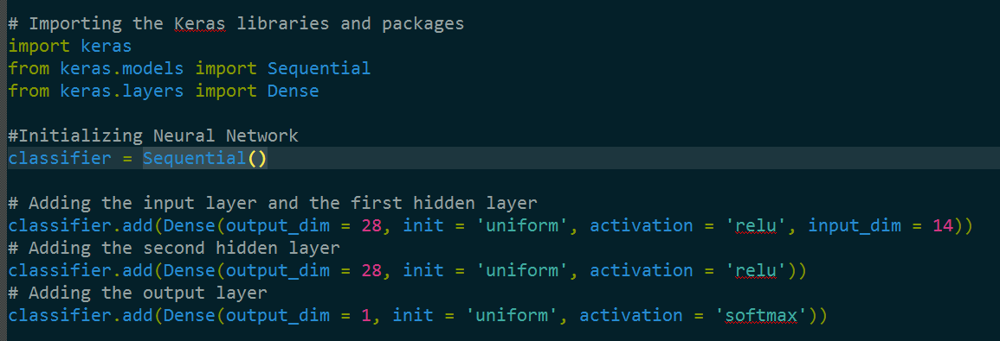 # Importing the Keras libraries and packages
import keras
from keras.models import Sequential
from keras.layers import Dense
#Initializing Neural Network
classifier = Sequential()
# Adding the input layer and the first hidden layer
classifier.add(Dense(output_dim = 28, init = 'uniform', activation = 'relu', input_dim = 14))
# Adding the second hidden layer
classifier.add(Dense(output_dim = 28, init = 'uniform', activation = 'relu'))
# Adding the output layer
classifier.add(Dense(output_dim = 1, init = 'uniform', activation = 'softmax'))